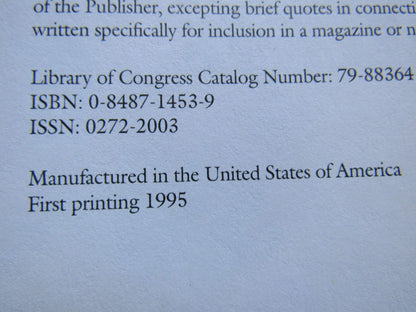 of the Publisher, excepting brief quotes in connecti
written specifically for inclusion in a magazine or n
Library of Congress Catalog Number: 79-88364
ISBN: 0-8487-1453-9
ISSN: 0272-2003
Manufactured in the United States of America
First printing 1995